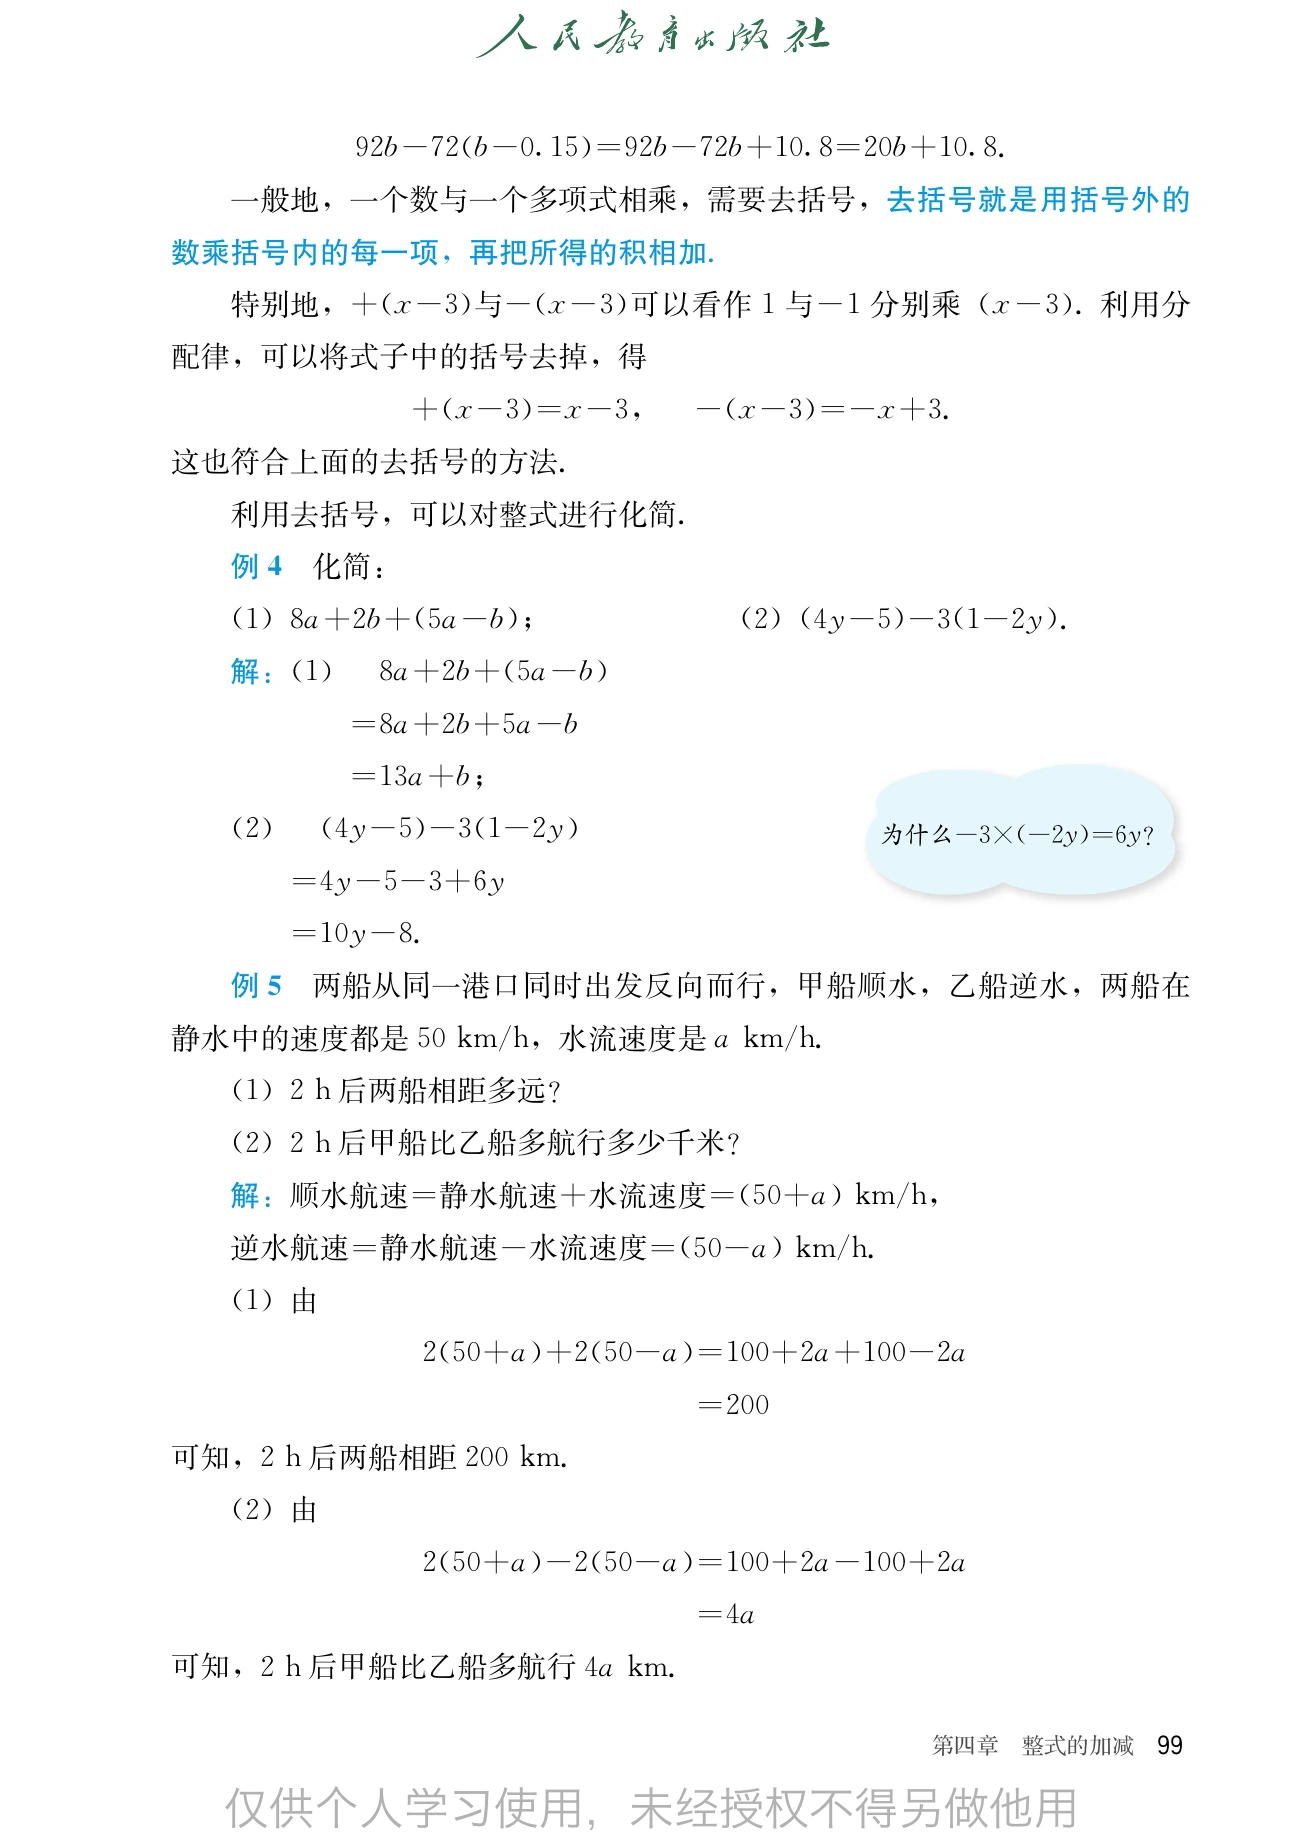 人民教育出版社
92b－72(b－0.15)＝92b－72b＋10.8＝20b＋10.8.
一般地，一个数与一个多项式相乘，需要去括号，去括号就是用括号外的
数乘括号内的每一项，再把所得的积相加.
特别地，＋(x－3)与－(x－3)可以看作 1 与－1 分别乘（x－3）. 利用分
配律，可以将式子中的括号去掉，得
＋(x－3)＝x－3，　－(x－3)＝－x＋3.
这也符合上面的去括号的方法.
利用去括号，可以对整式进行化简.
例 4　化简：
（1）8a＋2b＋(5a－b)；　（2）(4y－5)－3(1－2y).
解：（1）　8a＋2b＋(5a－b)
＝8a＋2b＋5a－b
＝13a＋b；
（2）　(4y－5)－3(1－2y)
为什么－3×(－2y)＝6y?
＝4y－5－3＋6y
＝10y－8.
例 5　两船从同一港口同时出发反向而行，甲船顺水，乙船逆水，两船在
静水中的速度都是 50 km/h，水流速度是 a km/h.
（1）2 h 后两船相距多远?
（2）2 h 后甲船比乙船多航行多少千米?
解：顺水航速＝静水航速＋水流速度＝(50＋a) km/h，
逆水航速＝静水航速－水流速度＝(50－a) km/h.
（1）由
2(50＋a)＋2(50－a)＝100＋2a＋100－2a
＝200
可知，2 h 后两船相距 200 km.
（2）由
2(50＋a)－2(50－a)＝100＋2a－100＋2a
＝4a
可知，2 h 后甲船比乙船多航行 4a km.
第四章　整式的加减　99
仅供个人学习使用，未经授权不得另做他用